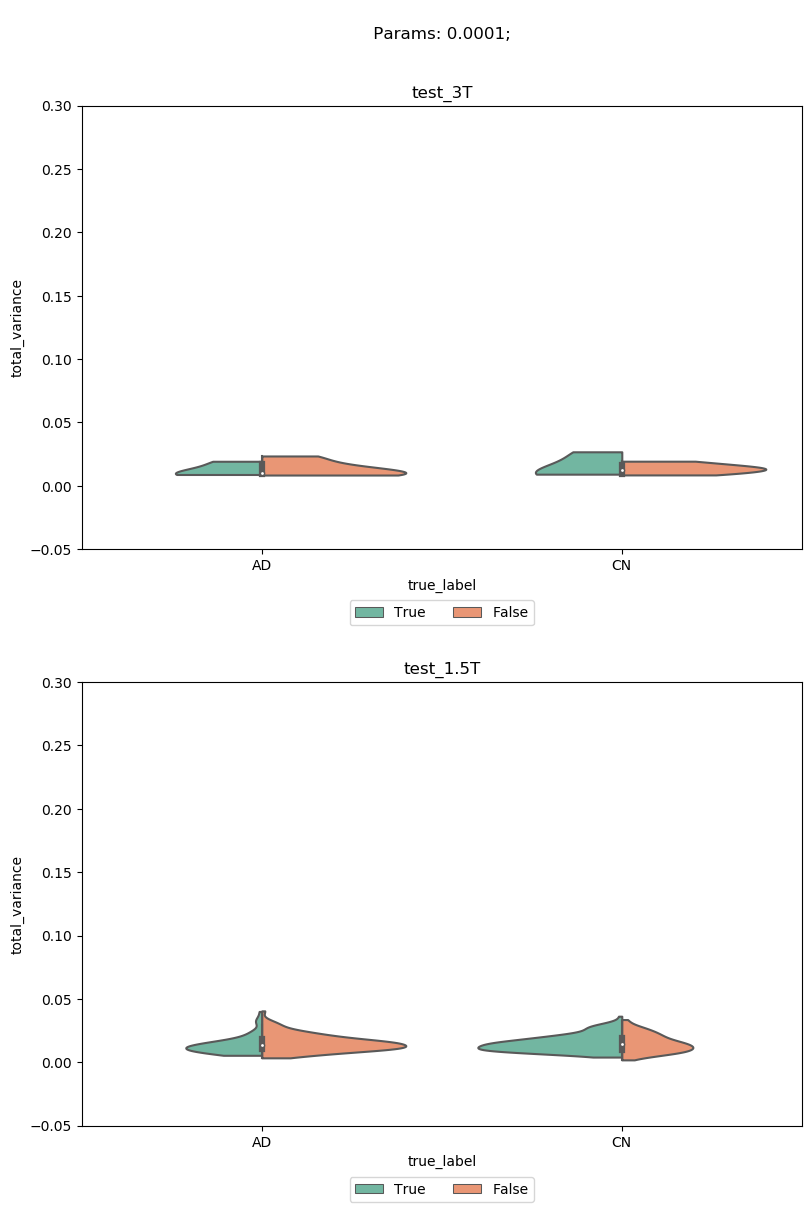 Params: 0.0001;
test_3T
0.30
0.25
0.20
0.15
0.10
0.05
0.00
−0.05
total_variance
AD CN
true_label
True False
test_1.5T
0.30
0.25
0.20
0.15
0.10
0.05
0.00
−0.05
total_variance
AD CN
true_label
True False